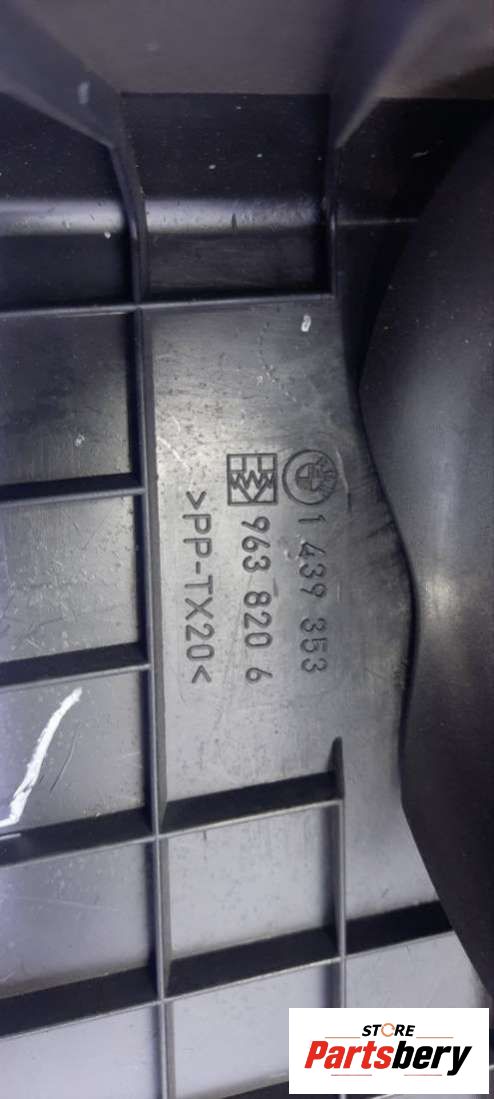 1 439 353
963 820 6
>PP-TX20<
STORE
Partsbery